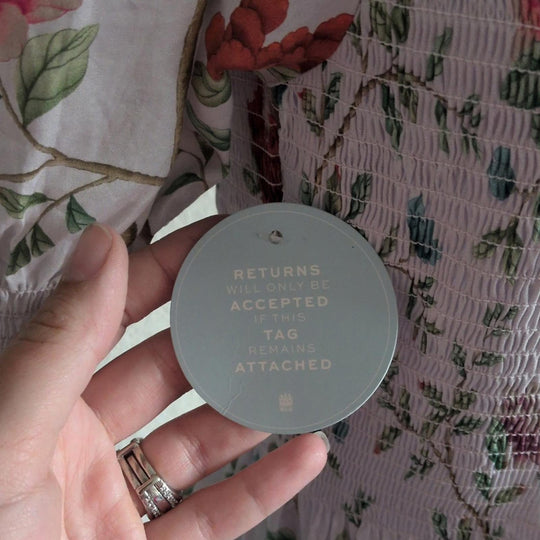 RETURNS
WILL ONLY BE
ACCEPTED
IF THIS
TAG
REMAINS
ATTACHED